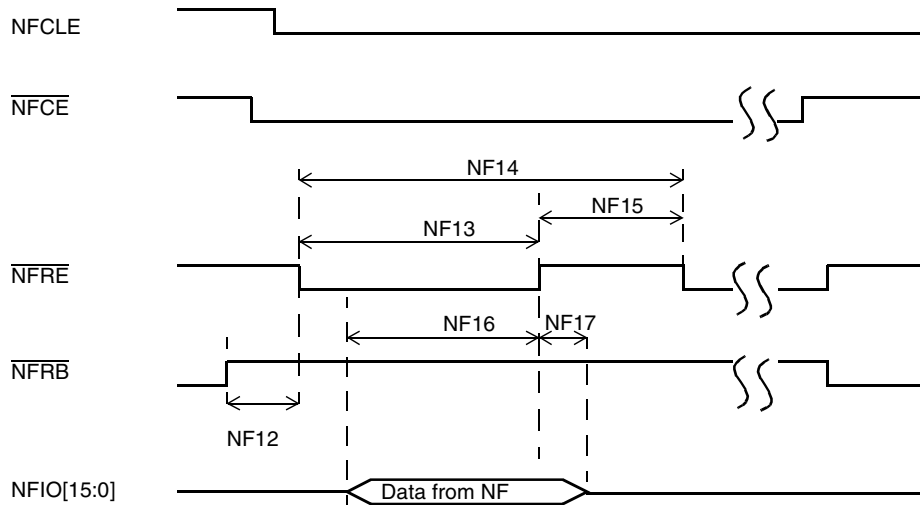 NFCLE
NFCE
NF14
NF15
NF13
NFRE
NF16
NF17
NFRB
NF12
NFIO[15:0]
Data from NF